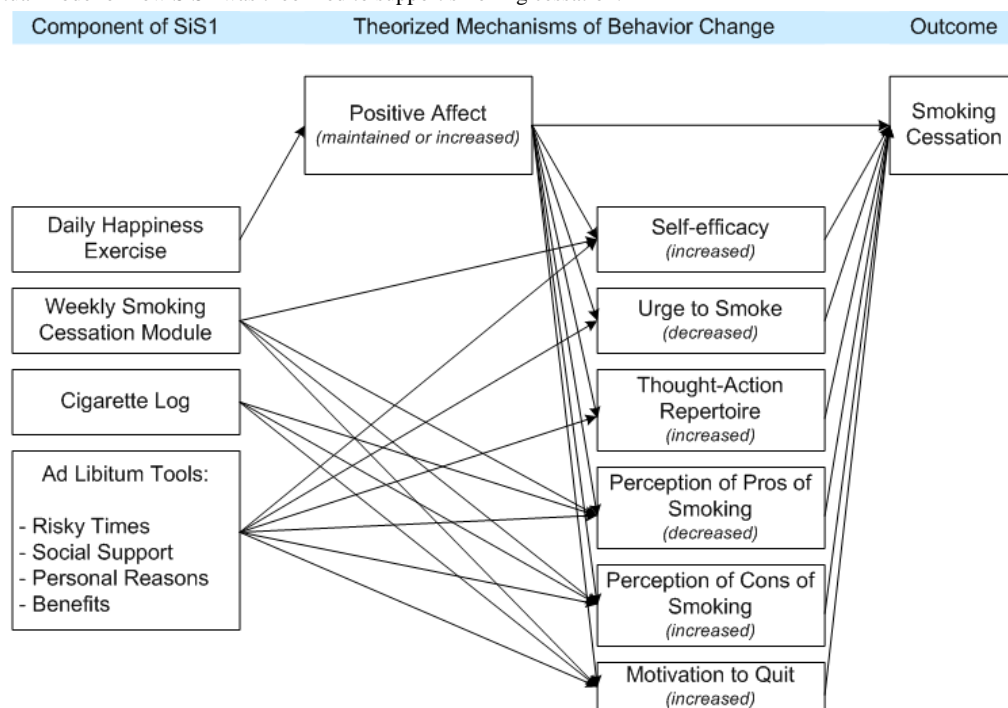 Component of SiS1
Theorized Mechanisms of Behavior Change
Outcome
Positive Affect
(maintained or increased)
Smoking
Cessation
Daily Happiness
Exercise
Self-efficacy
(increased)
Weekly Smoking
Cessation Module
Urge to Smoke
(decreased)
Cigarette Log
Thought-Action
Repertoire
(increased)
Ad Libitum Tools:
- Risky Times
- Social Support
- Personal Reasons
- Benefits
Perception of Pros of
Smoking
(decreased)
Perception of Cons of
Smoking
(increased)
Motivation to Quit
(increased)